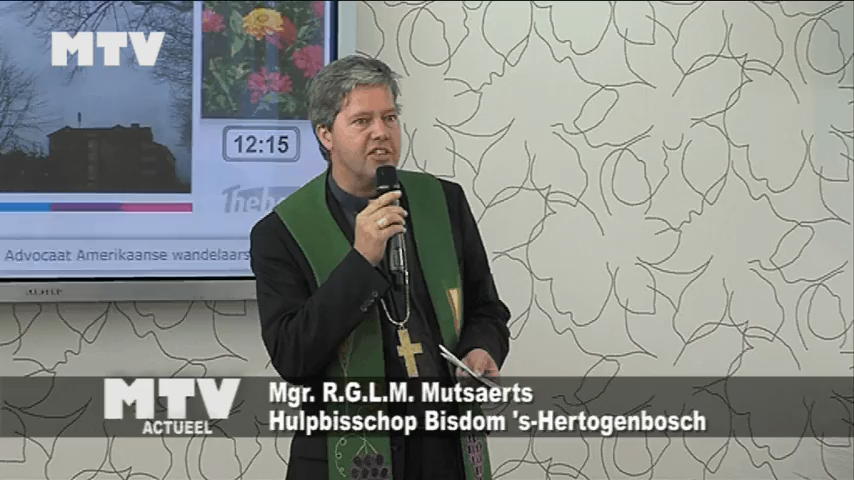 MTV
12:15
Advocaat Amerikaanse wandelaars
MTV
ACTUEEL
Mgr. R.G.L.M. Mutsaerts
Hulpbisschop Bisdom 's-Hertogenbosch